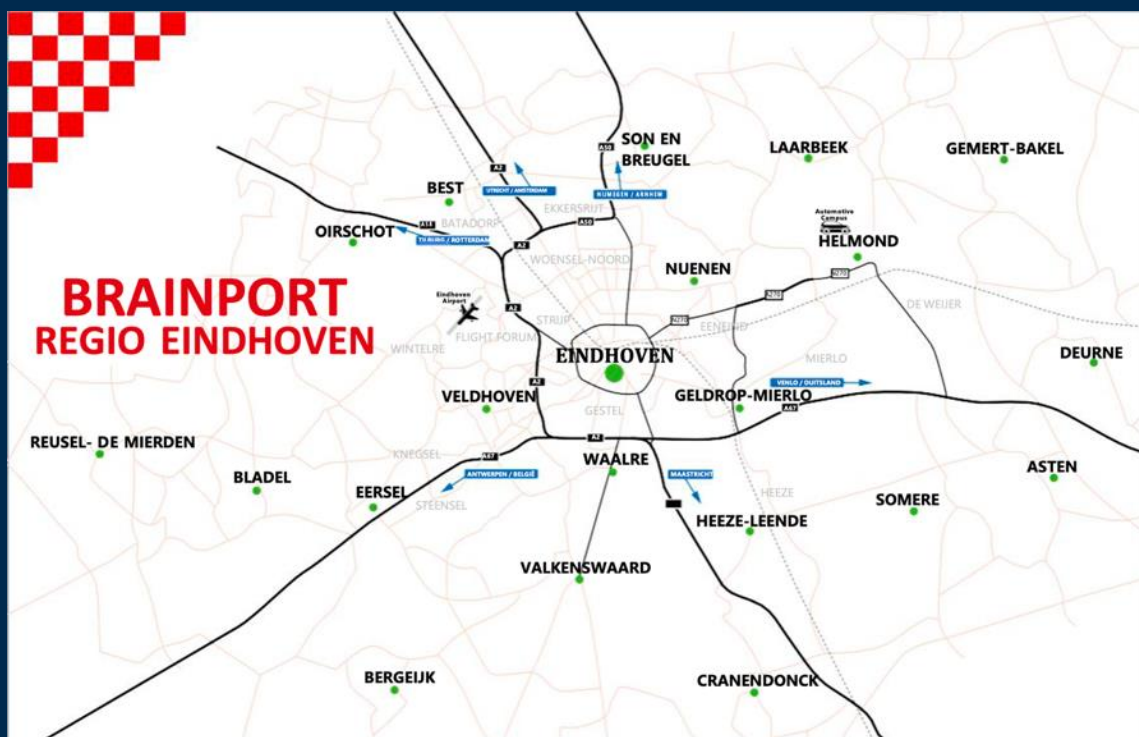 SON EN
BREUGEL
LAARBEEK
GEMERT-BAKEL
A50
A2
UTRECHT / AMSTERDAM
NIJMEGEN / ARNHEM
BEST
EKKERSRIJT
BATADORP
A50
Automotive
Campus
OIRSCHOT
A58
TILBURG / ROTTERDAM
A2
HELMOND
WOENSEL-NOORD
NUENEN
N270
BRAINPORT
REGIO EINDHOVEN
Eindhoven
Airport
A2
N270
DE WEIJER
STRIJP
N270
EENEIND
FLIGHT FORUM
WINTELRE
EINDHOVEN
MIERLO
DEURNE
A2
VENLO / DUITSLAND
VELDHOVEN
GELDROP-MIERLO
GESTEL
A67
REUSEL- DE MIERDEN
A2
KNEGSEL
A67
WAALRE
BLADEL
ANTWERPEN / BELGIË
MAASTRICHT
ASTEN
EERSEL
HEEZE
SOMERE
STEENSEL
HEEZE-LEENDE
VALKENSWAARD
BERGEIJK
CRANENDONCK